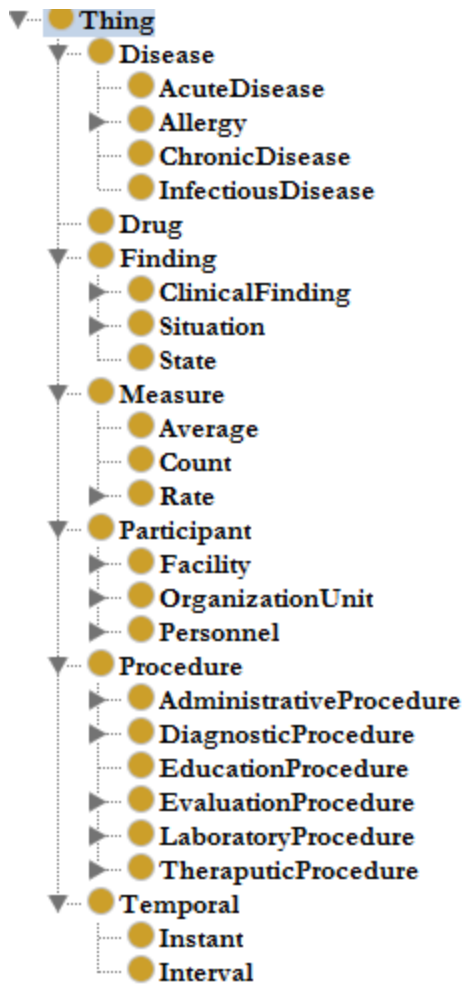 Thing
Disease
AcuteDisease
Allergy
ChronicDisease
InfectiousDisease
Drug
Finding
ClinicalFinding
Situation
State
Measure
Average
Count
Rate
Participant
Facility
OrganizationUnit
Personnel
Procedure
AdministrativeProcedure
DiagnosticProcedure
EducationProcedure
EvaluationProcedure
LaboratoryProcedure
TheraputicProcedure
Temporal
Instant
Interval